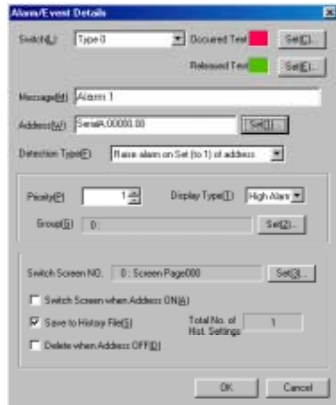 Alarm/Event Details
Switch(L) Type 0 Occured Text Set(C)...
Released Text Set(E)...
Message(M) Alarm 1
Address(W) SerialA.00000.00 Set(1)...
Detection Type(F) Raise alarm on Set (to 1) of address
Priority(P) 1 Display Type(T) High Alarm
Group(G) 0 : Set(2)...
Switch Screen NO. 0 : Screen Page000 Set(3)...
Switch Screen when Address ON(A)
Save to History File(S) Total No. of Hist. Settings 1
Delete when Address OFF(D)
OK Cancel